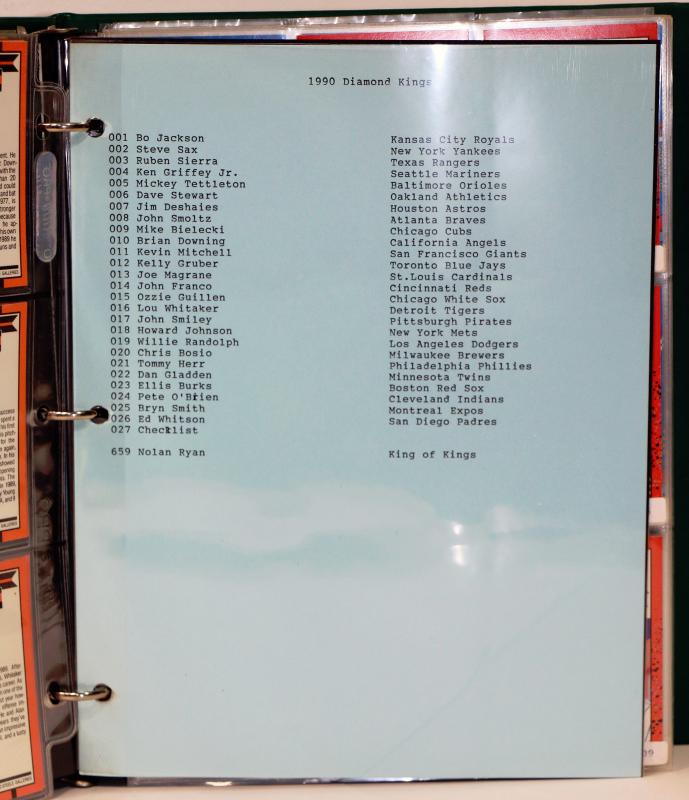 1990 Diamond Kings
001 Bo Jackson Kansas City Royals
002 Steve Sax New York Yankees
003 Ruben Sierra Texas Rangers
004 Ken Griffey Jr. Seattle Mariners
005 Mickey Tettleton Baltimore Orioles
006 Dave Stewart Oakland Athletics
007 Jim Deshaies Houston Astros
008 John Smoltz Atlanta Braves
009 Mike Bielecki Chicago Cubs
010 Brian Downing California Angels
011 Kevin Mitchell San Francisco Giants
012 Kelly Gruber Toronto Blue Jays
013 Joe Magrane St.Louis Cardinals
014 John Franco Cincinnati Reds
015 Ozzie Guillen Chicago White Sox
016 Lou Whitaker Detroit Tigers
017 John Smiley Pittsburgh Pirates
018 Howard Johnson New York Mets
019 Willie Randolph Los Angeles Dodgers
020 Chris Bosio Milwaukee Brewers
021 Tommy Herr Philadelphia Phillies
022 Dan Gladden Minnesota Twins
023 Ellis Burks Boston Red Sox
024 Pete O'Brien Cleveland Indians
025 Bryn Smith Montreal Expos
026 Ed Whitson San Diego Padres
027 Checklist
659 Nolan Ryan King of Kings